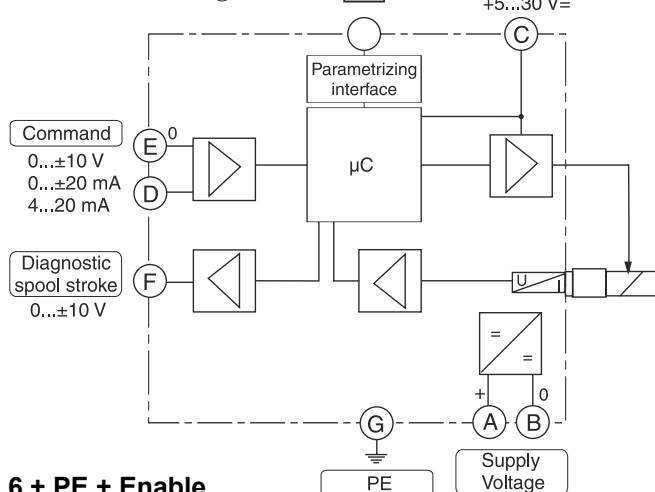 +5...30 V=
C
Parametrizing
interface
Command
E
0
0...±10 V
0...±20 mA
4...20 mA
D
µC
Diagnostic
spool stroke
F
0...±10 V
U
I
=
=
+
0
A
B
G
6 + PE + Enable
PE
Supply
Voltage